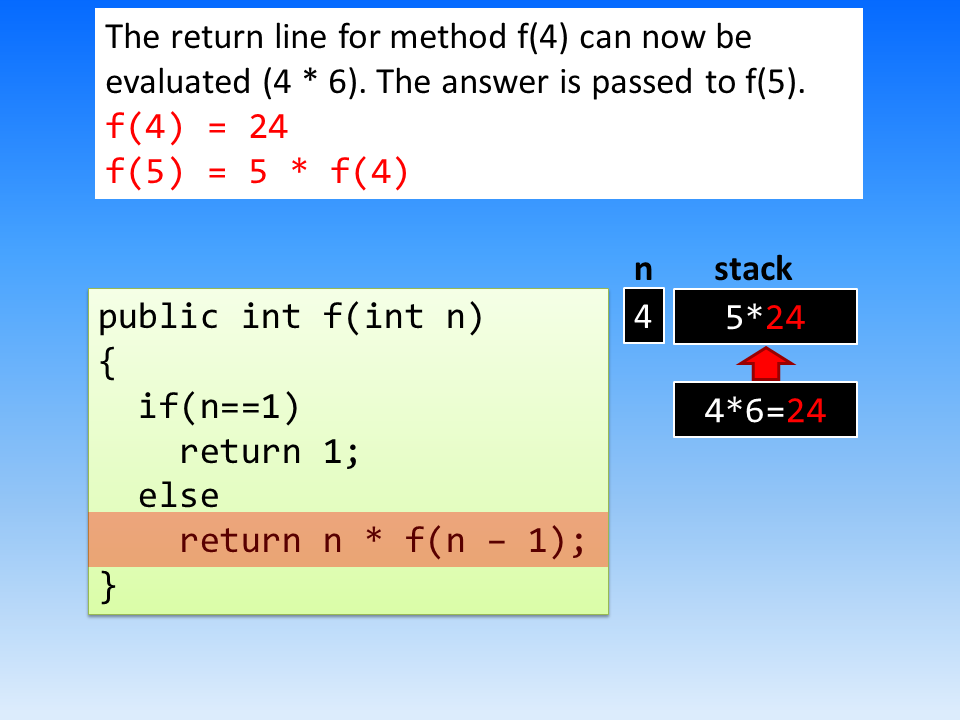 The return line for method f(4) can now be
evaluated (4 * 6). The answer is passed to f(5).
f(4) = 24
f(5) = 5 * f(4)
n stack
4 5*24
4*6=24
public int f(int n)
{
  if(n==1)
    return 1;
  else
    return n * f(n – 1);
}